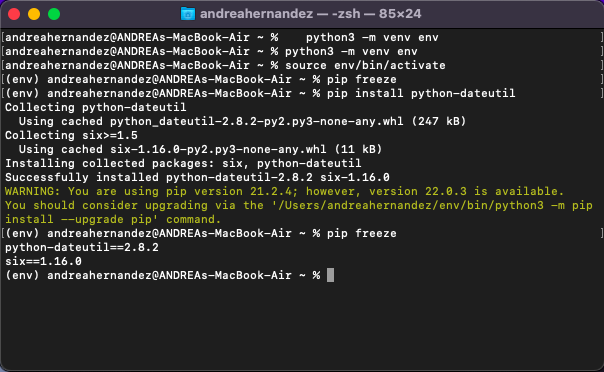 andreahernandez — -zsh — 85×24
[andreahernandez@ANDREAs-MacBook-Air ~ %    python3 -m venv env ]
[andreahernandez@ANDREAs-MacBook-Air ~ % python3 -m venv env ]
[andreahernandez@ANDREAs-MacBook-Air ~ % source env/bin/activate ]
[(env) andreahernandez@ANDREAs-MacBook-Air ~ % pip freeze ]
[(env) andreahernandez@ANDREAs-MacBook-Air ~ % pip install python-dateutil ]
Collecting python-dateutil
  Using cached python_dateutil-2.8.2-py2.py3-none-any.whl (247 kB)
Collecting six>=1.5
  Using cached six-1.16.0-py2.py3-none-any.whl (11 kB)
Installing collected packages: six, python-dateutil
Successfully installed python-dateutil-2.8.2 six-1.16.0
WARNING: You are using pip version 21.2.4; however, version 22.0.3 is available.
You should consider upgrading via the '/Users/andreahernandez/env/bin/python3 -m pip
install --upgrade pip' command.
[(env) andreahernandez@ANDREAs-MacBook-Air ~ % pip freeze ]
python-dateutil==2.8.2
six==1.16.0
(env) andreahernandez@ANDREAs-MacBook-Air ~ %